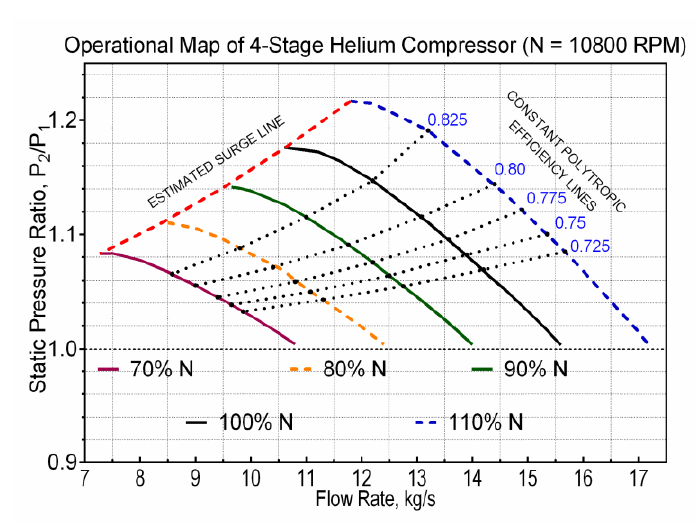 Operational Map of 4-Stage Helium Compressor (N = 10800 RPM)
Static Pressure Ratio, P2/P1
1.2
1.1
1.0
0.9
ESTIMATED SURGE LINE
CONSTANT POLYTROPIC
EFFICIENCY LINES
0.825
0.80
0.775
0.75
0.725
70% N
80% N
90% N
100% N
110% N
7 8 9 10 11 12 13 14 15 16 17
Flow Rate, kg/s